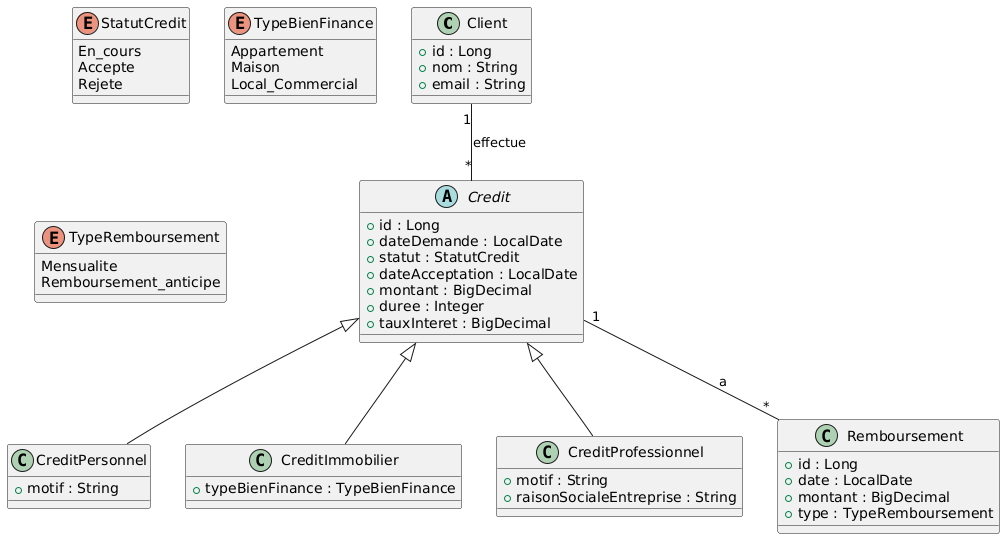 E StatutCredit
En_cours
Accepte
Rejete
E TypeBienFinance
Appartement
Maison
Local_Commercial
C Client
id : Long
nom : String
email : String
1
effectue
*
E TypeRemboursement
Mensualite
Remboursement_anticipe
A Credit
id : Long
dateDemande : LocalDate
statut : StatutCredit
dateAcceptation : LocalDate
montant : BigDecimal
duree : Integer
tauxInteret : BigDecimal
1
a
*
C CreditPersonnel
motif : String
C CreditImmobilier
typeBienFinance : TypeBienFinance
C CreditProfessionnel
motif : String
raisonSocialeEntreprise : String
C Remboursement
id : Long
date : LocalDate
montant : BigDecimal
type : TypeRemboursement